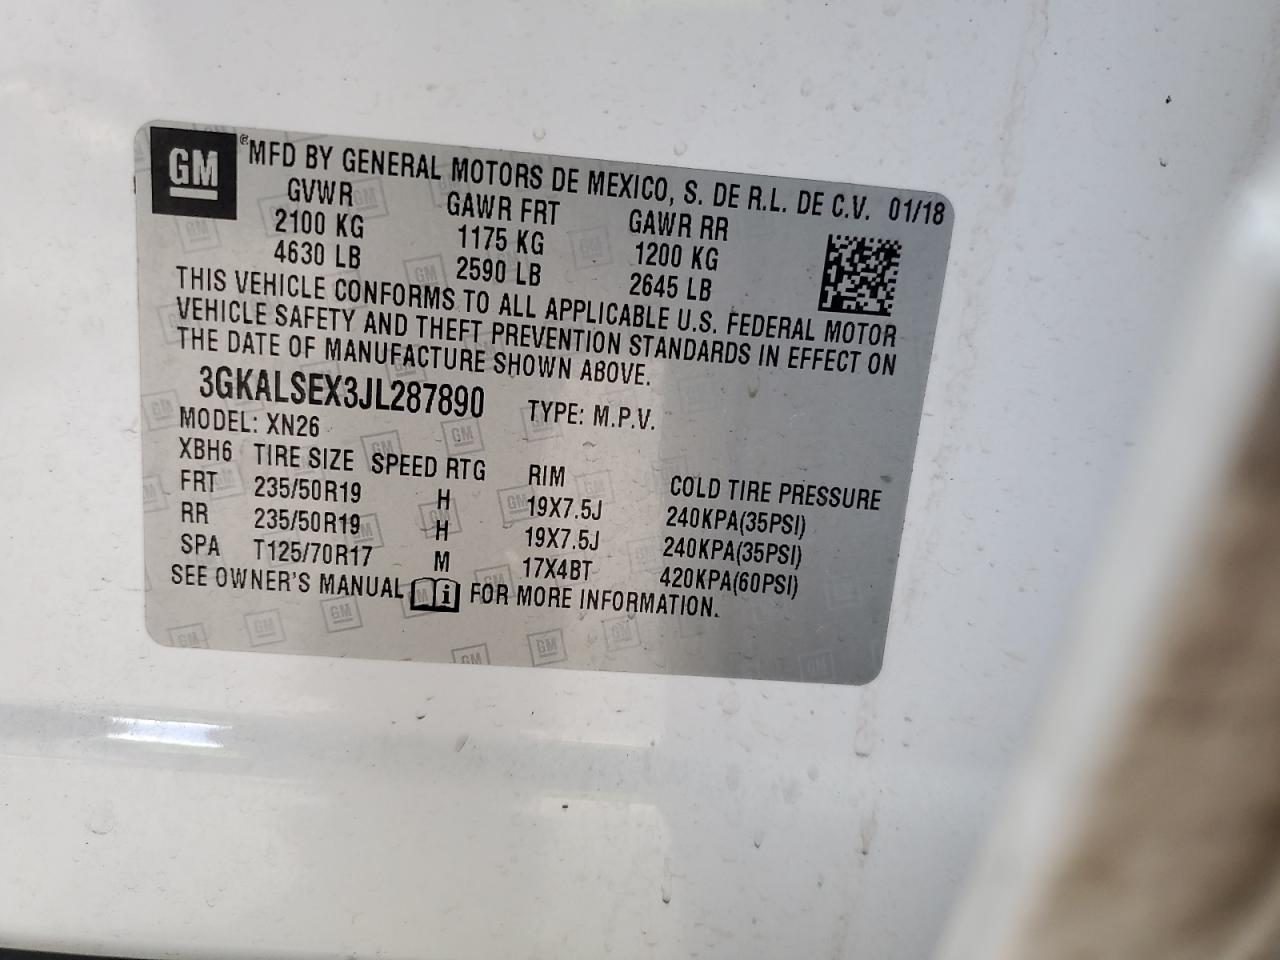 GM
® MFD BY GENERAL MOTORS DE MEXICO, S. DE R.L. DE C.V. 01/18
GVWR GAWR FRT GAWR RR
2100 KG 1175 KG 1200 KG
4630 LB 2590 LB 2645 LB
THIS VEHICLE CONFORMS TO ALL APPLICABLE U.S. FEDERAL MOTOR
VEHICLE SAFETY AND THEFT PREVENTION STANDARDS IN EFFECT ON
THE DATE OF MANUFACTURE SHOWN ABOVE.
3GKALSEX3JL287890 TYPE: M.P.V.
MODEL: XN26
XBH6 TIRE SIZE SPEED RTG RIM COLD TIRE PRESSURE
FRT 235/50R19 H 19X7.5J 240KPA(35PSI)
RR 235/50R19 H 19X7.5J 240KPA(35PSI)
SPA T125/70R17 M 17X4BT 420KPA(60PSI)
SEE OWNER'S MANUAL i FOR MORE INFORMATION.